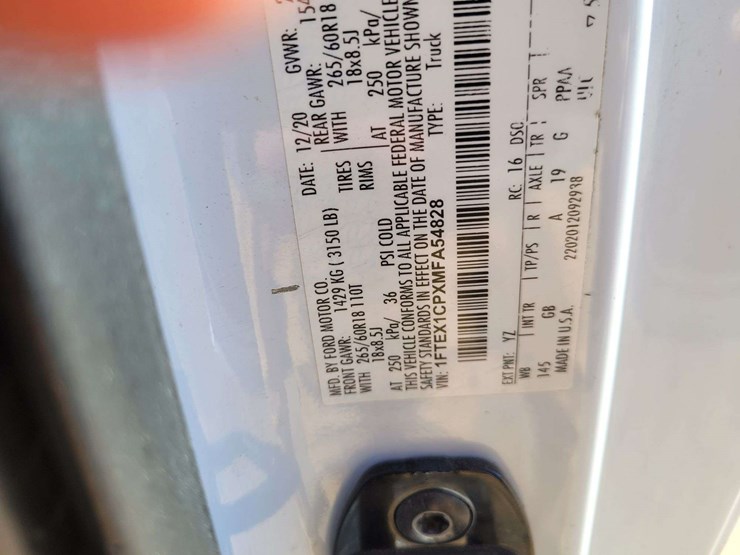 MFD. BY FORD MOTOR CO.
DATE: 12/20 GVWR:
FRONT GAWR: 1429 KG ( 3150 LB) REAR GAWR: 154
WITH 265/60R18 110T TIRES WITH 265/60R18
18x8.5J RIMS 18x8.5J
AT 250 kPa/ 36 PSI COLD AT 250 kPa/
THIS VEHICLE CONFORMS TO ALL APPLICABLE FEDERAL MOTOR VEHICLE
SAFETY STANDARDS IN EFFECT ON THE DATE OF MANUFACTURE SHOWN
VIN: 1FTEX1CPXMFA54828 TYPE: Truck
EXT PNT: YZ RC: 16 DSO:
WB INT TR TP/PS R AXLE TR SPR
145 GB A 19 G PPAA
MADE IN U.S.A. 2202012092938